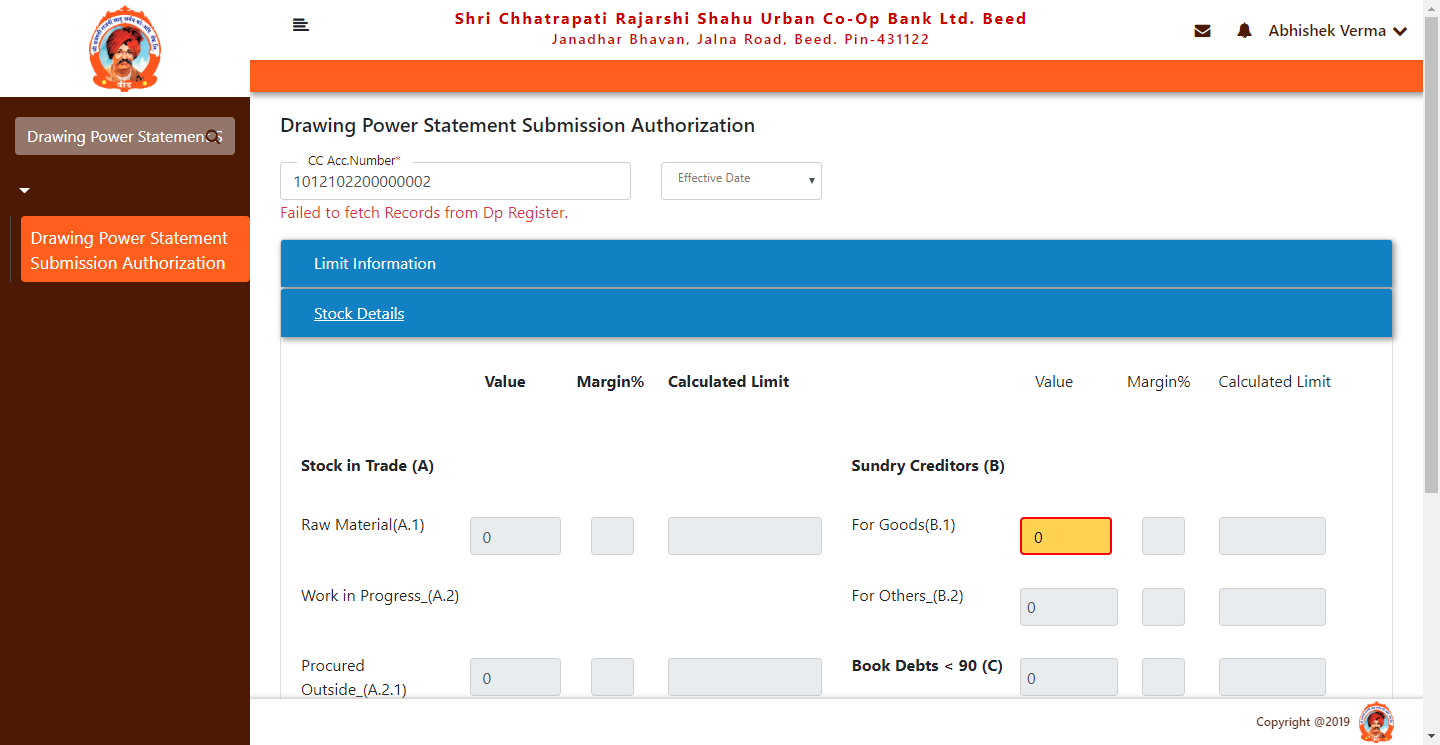 Shri Chhatrapati Rajarshi Shahu Urban Co-Op Bank Ltd. Beed
Janadhar Bhavan, Jalna Road, Beed. Pin-431122
Abhishek Verma
Drawing Power Statement S
Drawing Power Statement
Submission Authorization
Drawing Power Statement Submission Authorization
CC Acc.Number*
1012102200000002
Effective Date
Failed to fetch Records from Dp Register.
Limit Information
Stock Details
Value Margin% Calculated Limit Value Margin% Calculated Limit
Stock in Trade (A) Sundry Creditors (B)
Raw Material(A.1) 0 For Goods(B.1) 0
Work in Progress_(A.2) For Others_(B.2) 0
Procured 0 Book Debts < 90 (C) 0
Outside_(A.2.1)
Copyright @2019